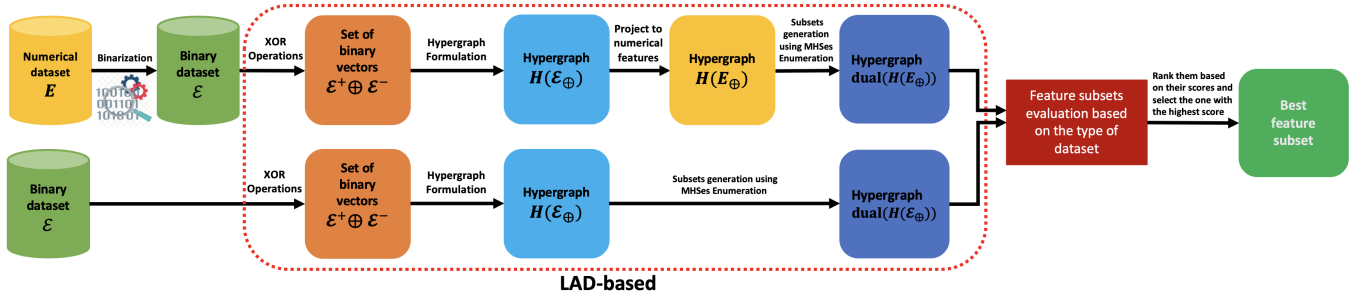 Numerical
dataset
E
Binarization
100100
001101
101001
Binary
dataset
ℰ
XOR
Operations
Set of
binary
vectors
ℰ⁺⊕ ℰ⁻
Hypergraph
Formulation
Hypergraph
H(ℰ⊕)
Project to
numerical
features
Hypergraph
H(E⊕)
Subsets
generation
using MHSes
Enumeration
Hypergraph
dual(H(E⊕))
Feature subsets
evaluation based
on the type of
dataset
Rank them based
on their scores and
select the one with
the highest score
Best
feature
subset
Binary
dataset
ℰ
XOR
Operations
Set of
binary
vectors
ℰ⁺⊕ ℰ⁻
Hypergraph
Formulation
Hypergraph
H(ℰ⊕)
Subsets generation using
MHSes Enumeration
Hypergraph
dual(H(ℰ⊕))
LAD-based